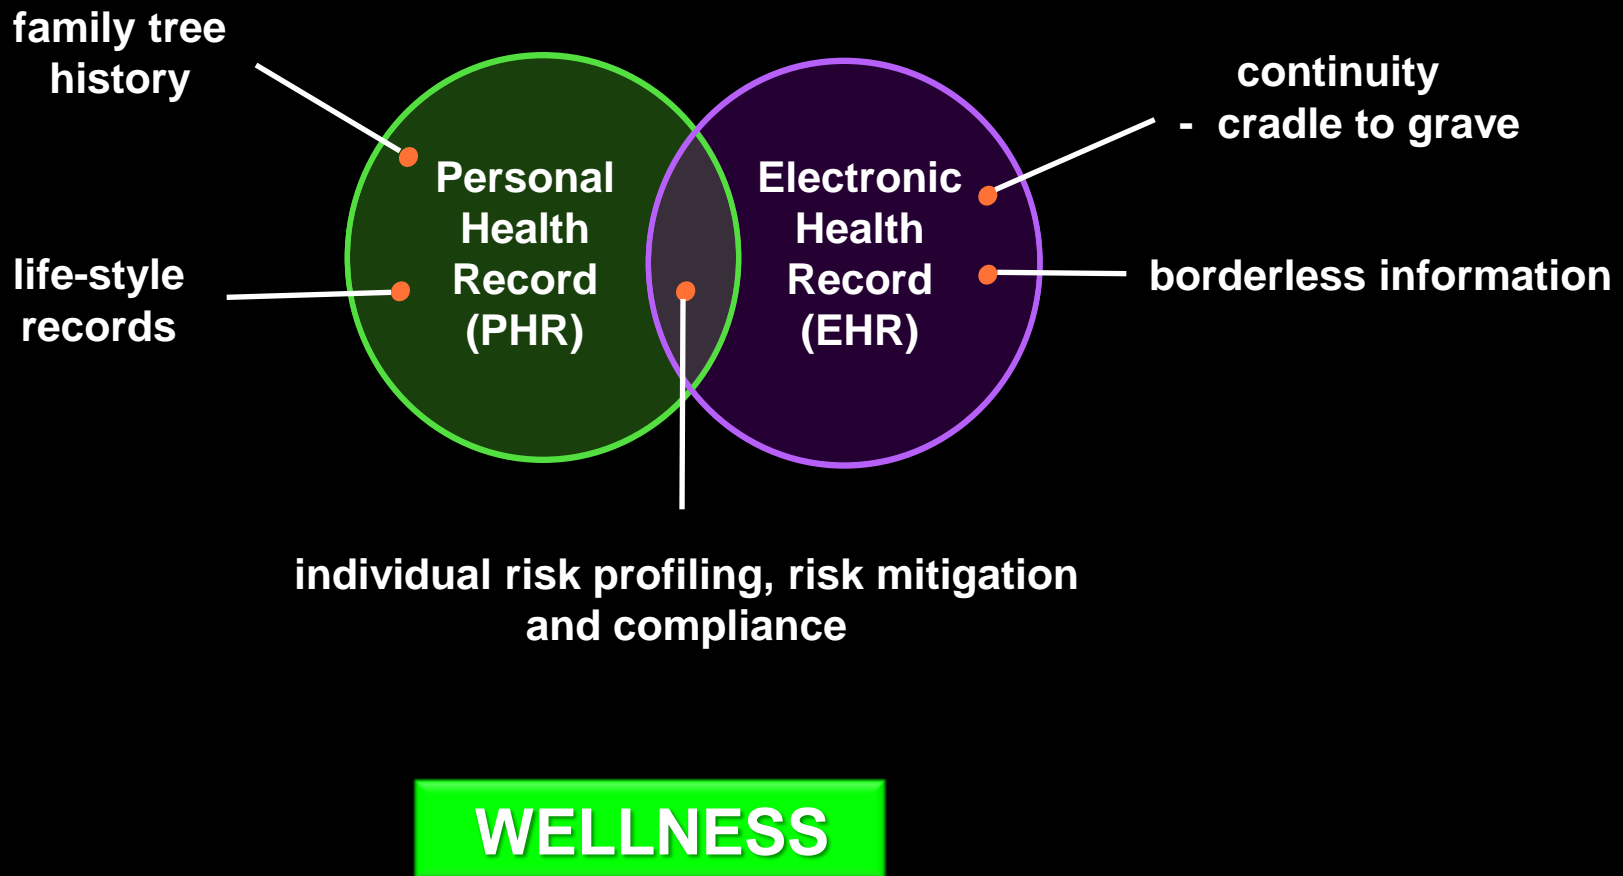 family tree
history
life-style
records
Personal
Health
Record
(PHR)
Electronic
Health
Record
(EHR)
continuity
- cradle to grave
borderless information
individual risk profiling, risk mitigation
and compliance
WELLNESS